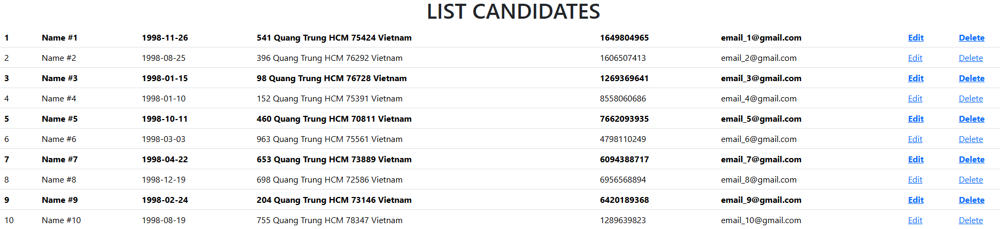 LIST CANDIDATES
1 Name #1 1998-11-26 541 Quang Trung HCM 75424 Vietnam 1649804965 email_1@gmail.com Edit Delete
2 Name #2 1998-08-25 396 Quang Trung HCM 76292 Vietnam 1606507413 email_2@gmail.com Edit Delete
3 Name #3 1998-01-15 98 Quang Trung HCM 76728 Vietnam 1269369641 email_3@gmail.com Edit Delete
4 Name #4 1998-01-10 152 Quang Trung HCM 75391 Vietnam 8558060686 email_4@gmail.com Edit Delete
5 Name #5 1998-10-11 460 Quang Trung HCM 70811 Vietnam 7662093935 email_5@gmail.com Edit Delete
6 Name #6 1998-03-03 963 Quang Trung HCM 75561 Vietnam 4798110249 email_6@gmail.com Edit Delete
7 Name #7 1998-04-22 653 Quang Trung HCM 73889 Vietnam 6094388717 email_7@gmail.com Edit Delete
8 Name #8 1998-12-19 698 Quang Trung HCM 72586 Vietnam 6956568894 email_8@gmail.com Edit Delete
9 Name #9 1998-02-24 204 Quang Trung HCM 73146 Vietnam 6420189368 email_9@gmail.com Edit Delete
10 Name #10 1998-08-19 755 Quang Trung HCM 78347 Vietnam 1289639823 email_10@gmail.com Edit Delete